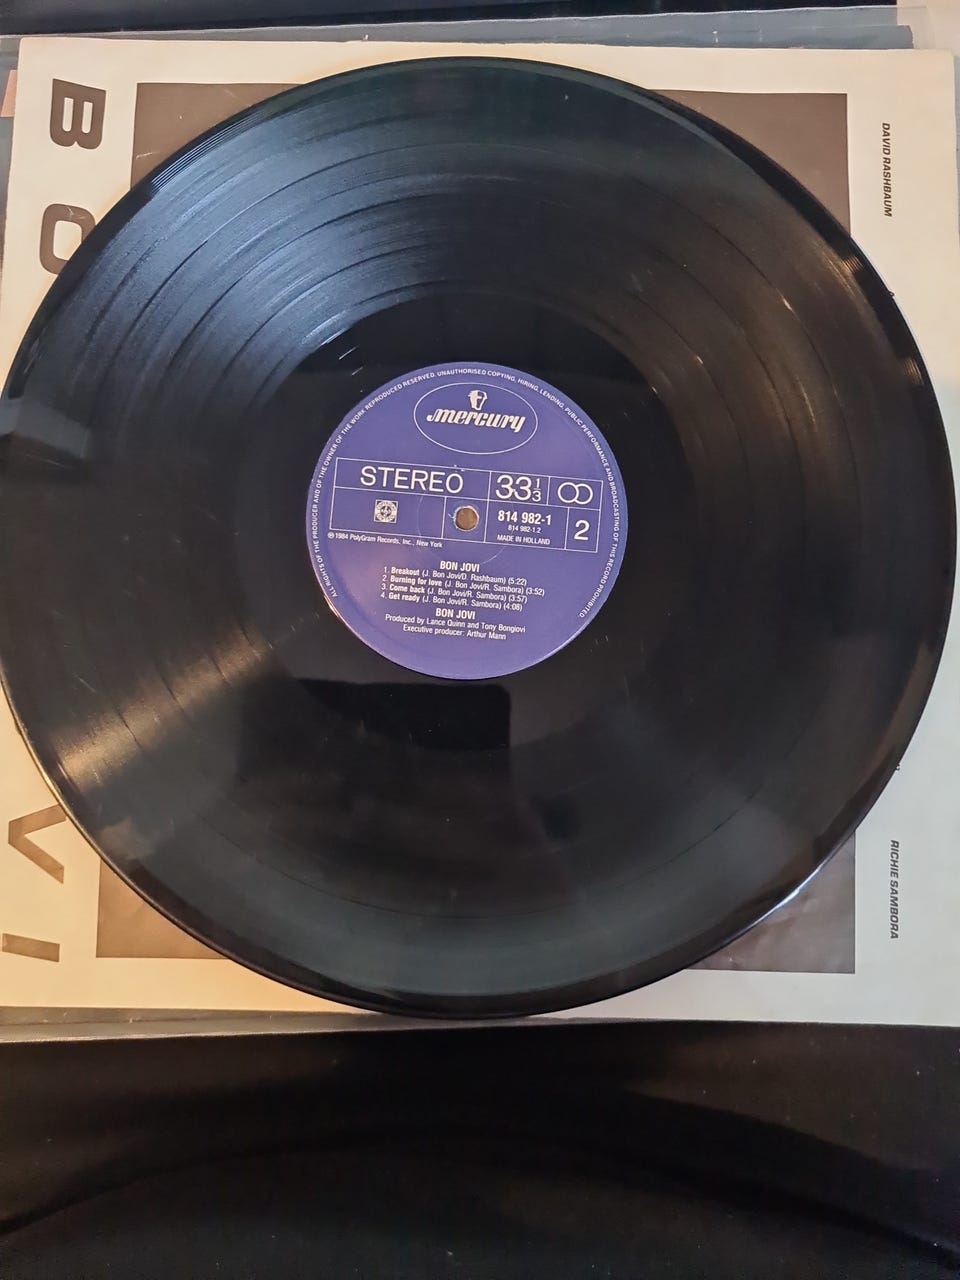 BO
VI
DAVID RASHBAUM
RICHIE SAMBORA
ALL RIGHTS OF THE PRODUCER AND OF THE OWNER OF THE WORK REPRODUCED RESERVED. UNAUTHORISED COPYING, HIRING, LENDING, PUBLIC PERFORMANCE AND BROADCASTING OF THIS RECORD PROHIBITED.
mercury
STEREO
33 1/3
814 982-1
814 982-1 2
MADE IN HOLLAND
2
℗ 1984 PolyGram Records, Inc., New York
BON JOVI
1. Breakout (J. Bon Jovi/D. Rashbaum) (5:22)
2. Burning for love (J. Bon Jovi/R. Sambora) (3:52)
3. Come back (J. Bon Jovi/R. Sambora) (3:57)
4. Get ready (J. Bon Jovi/R. Sambora) (4:08)
BON JOVI
Produced by Lance Quinn and Tony Bongiovi
Executive producer: Arthur Mann